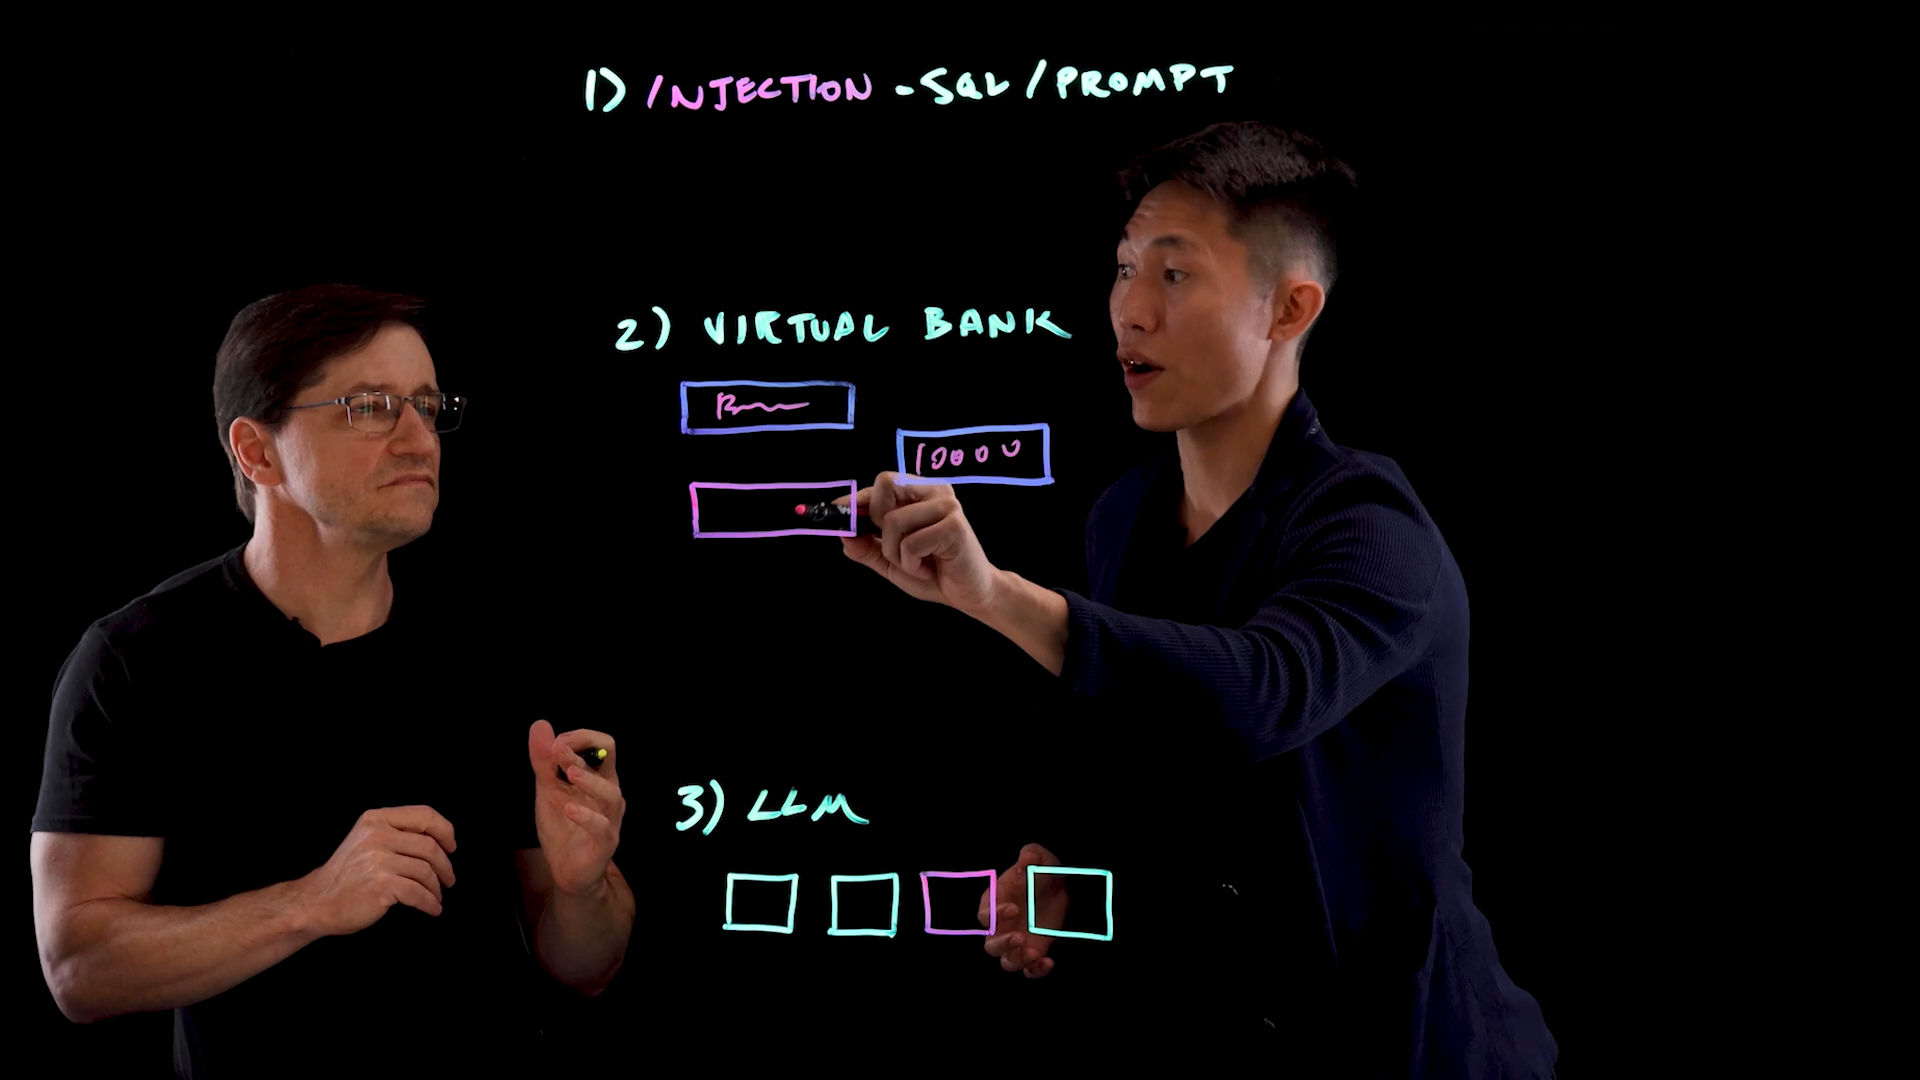 1) INJECTION - SQL / PROMPT
2) VIRTUAL BANK
10000
3) LLM